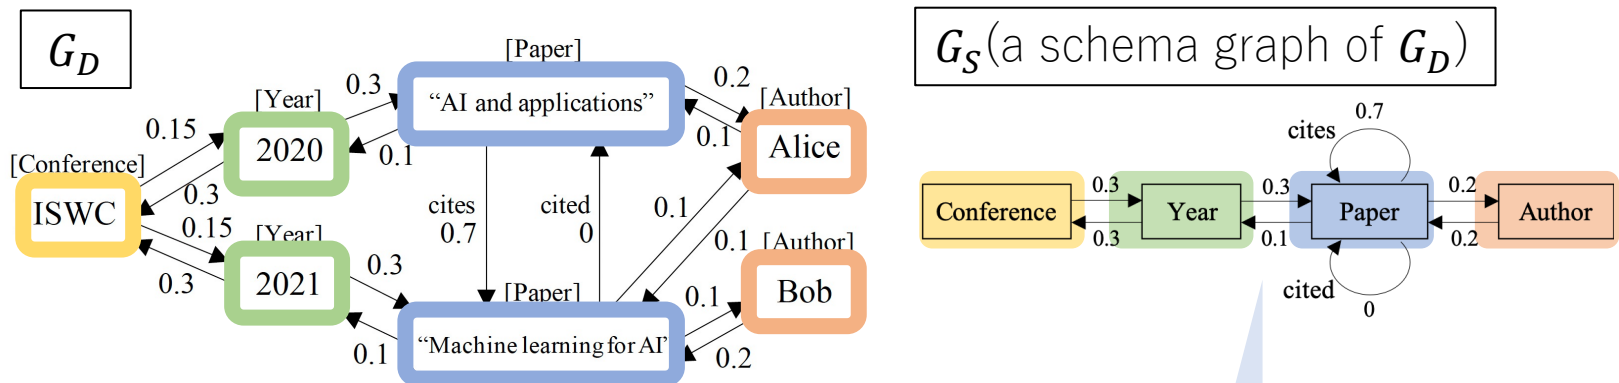 G_D
[Paper]
"AI and applications"
[Year]
2020
[Author]
Alice
[Conference]
ISWC
[Year]
2021
[Author]
Bob
[Paper]
"Machine learning for AI"
0.15
0.3
0.3
0.1
0.2
0.1
0.15
0.3
0.3
0.1
cites
0.7
cited
0
0.1
0.1
0.1
0.2
G_S(a schema graph of G_D)
0.7
cites
Conference
0.3
0.3
Year
0.3
0.1
Paper
0.2
0.2
Author
cited
0